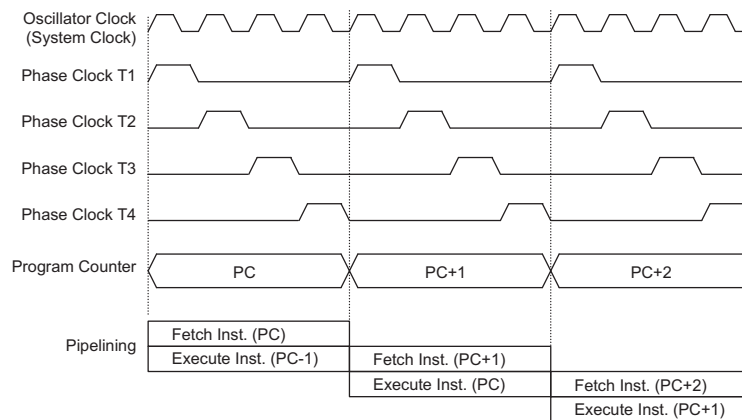 Oscillator Clock
(System Clock)
Phase Clock T1
Phase Clock T2
Phase Clock T3
Phase Clock T4
Program Counter
PC
PC+1
PC+2
Pipelining
Fetch Inst. (PC)
Execute Inst. (PC-1)
Fetch Inst. (PC+1)
Execute Inst. (PC)
Fetch Inst. (PC+2)
Execute Inst. (PC+1)